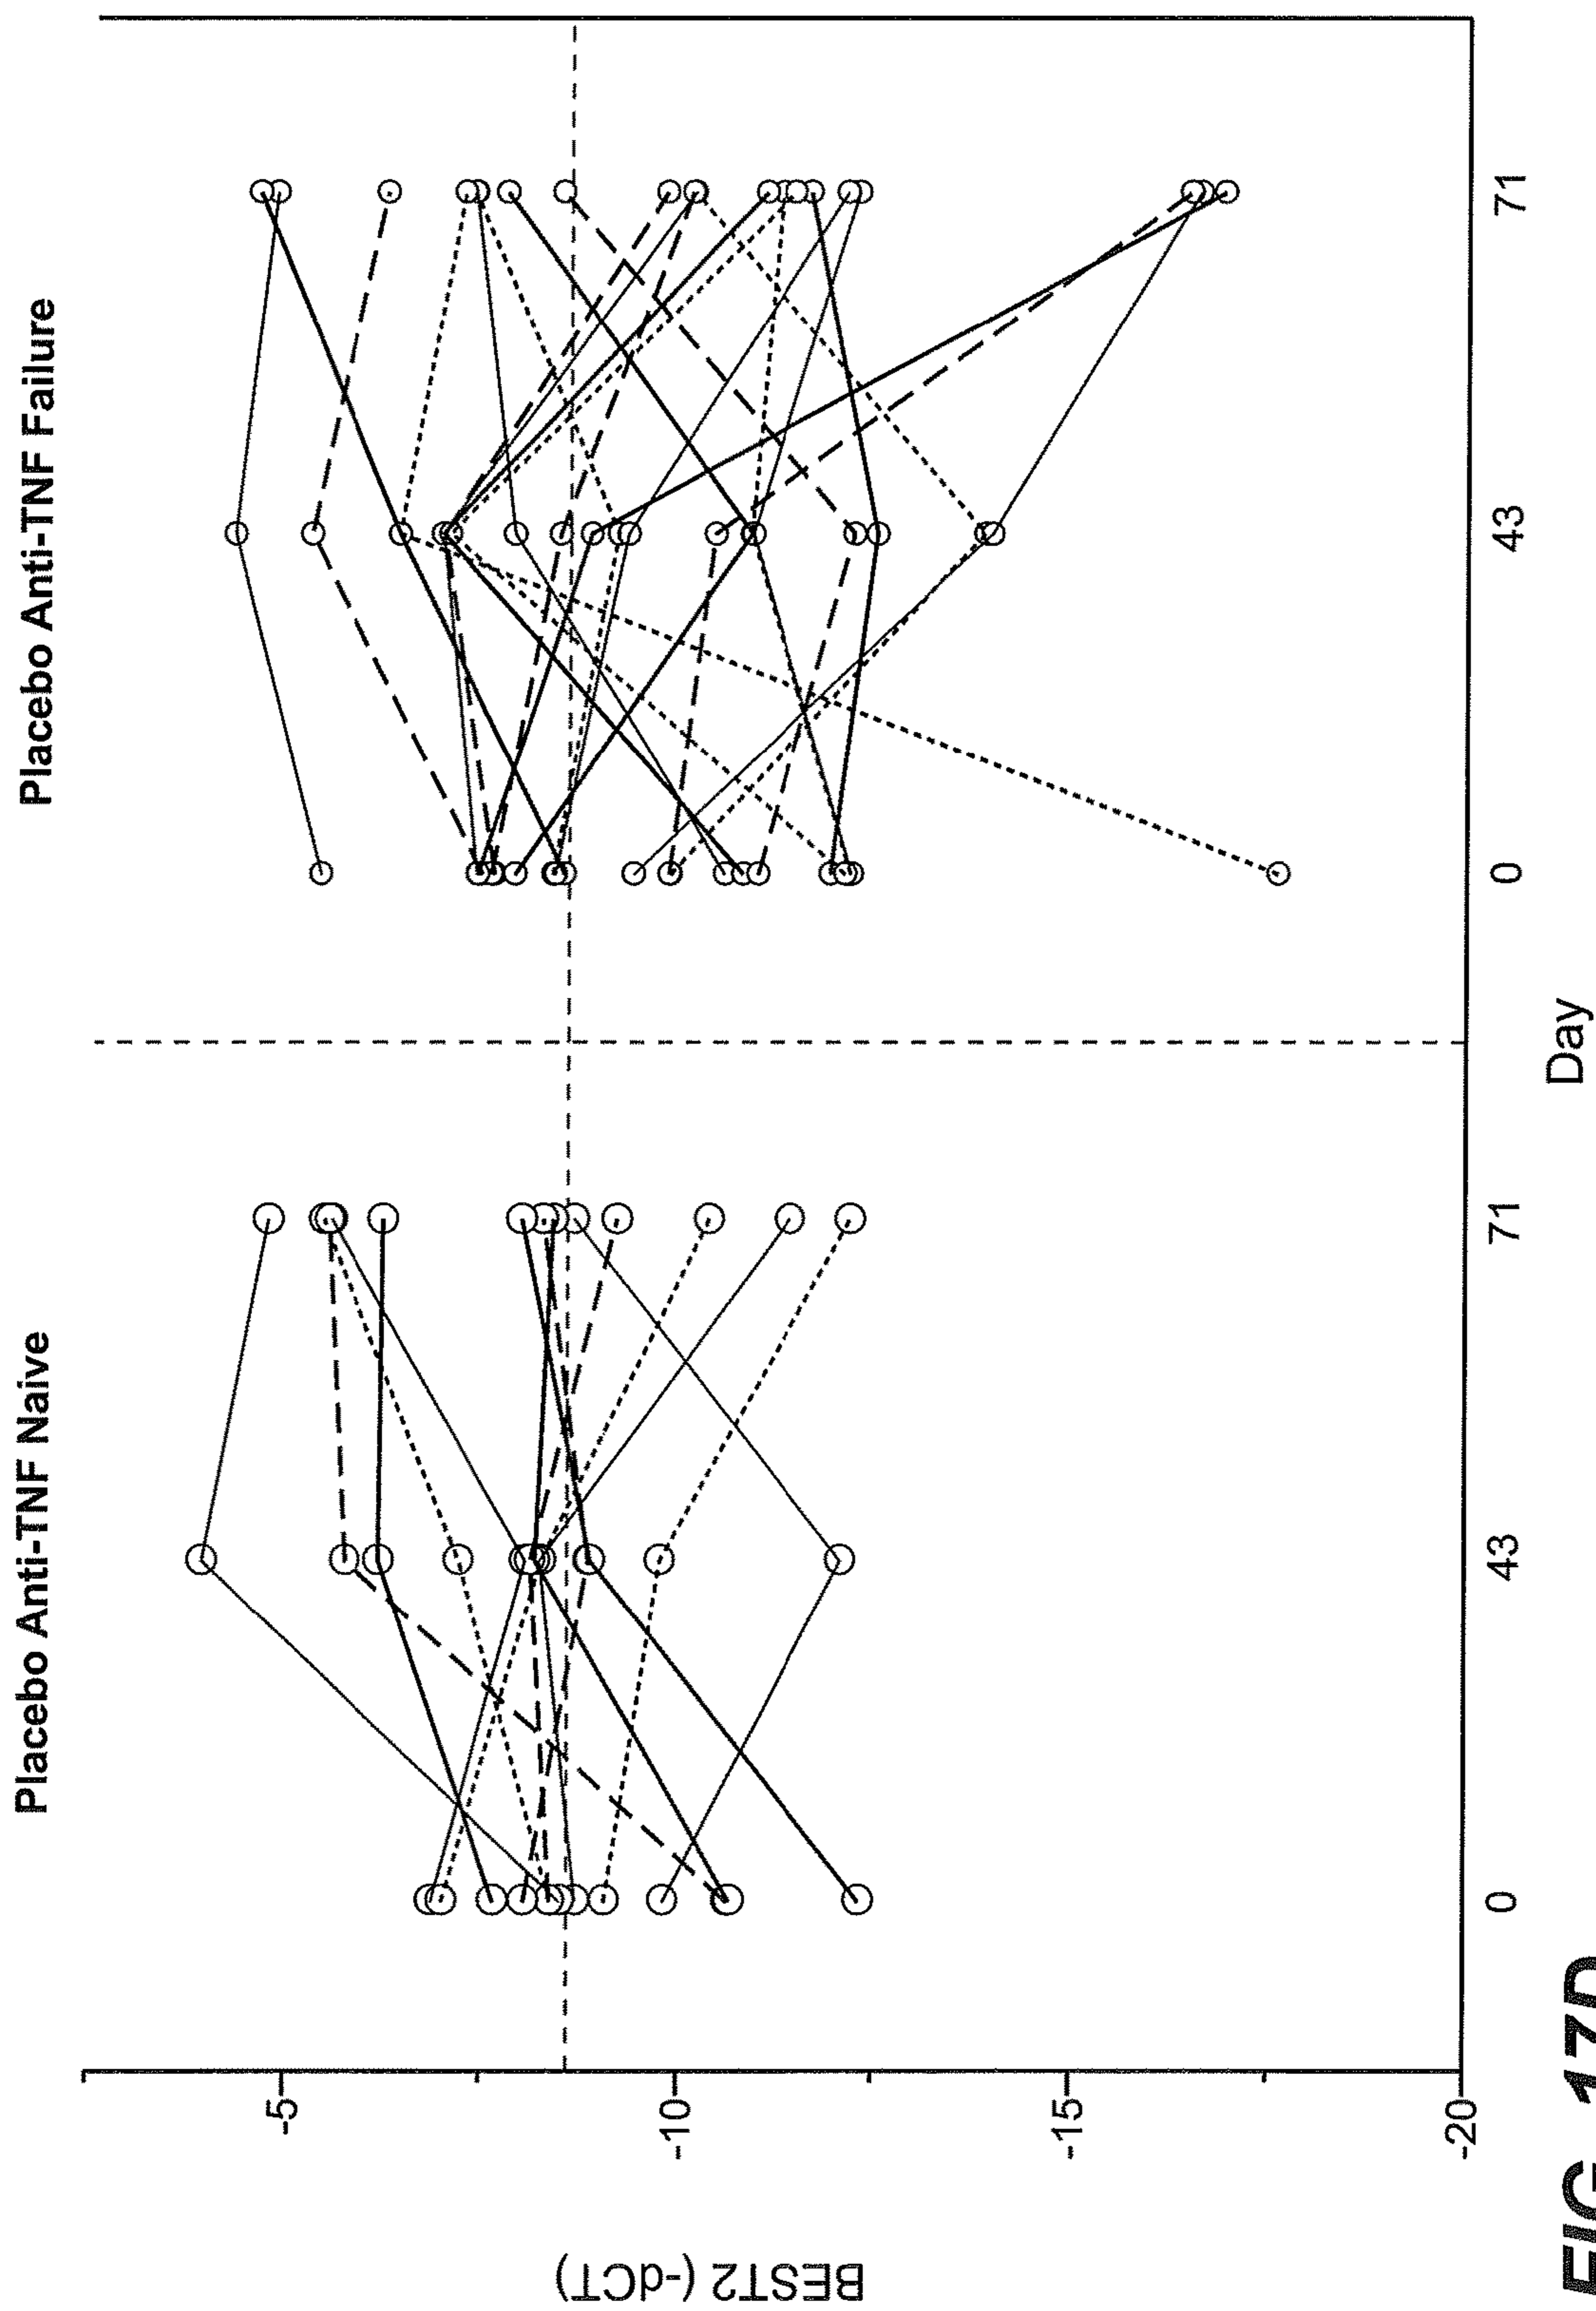 Placebo Anti-TNF Naive
Placebo Anti-TNF Failure
BEST2 (-dCT)
-5
-10
-15
-20
0
43
71
0
43
71
Day
FIG. 17D